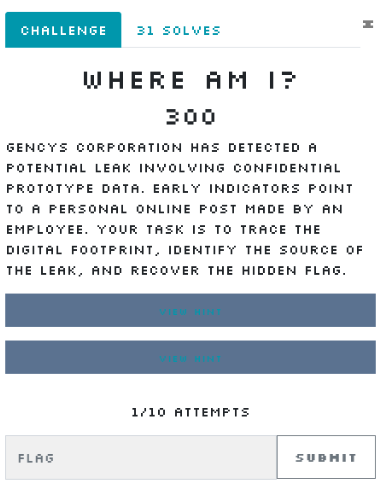 CHALLENGE
31 SOLVES
WHERE AM I?
300
GENCYS CORPORATION HAS DETECTED A
POTENTIAL LEAK INVOLVING CONFIDENTIAL
PROTOTYPE DATA. EARLY INDICATORS POINT
TO A PERSONAL ONLINE POST MADE BY AN
EMPLOYEE. YOUR TASK IS TO TRACE THE
DIGITAL FOOTPRINT, IDENTIFY THE SOURCE OF
THE LEAK, AND RECOVER THE HIDDEN FLAG.
1/10 ATTEMPTS
FLAG
SUBMIT